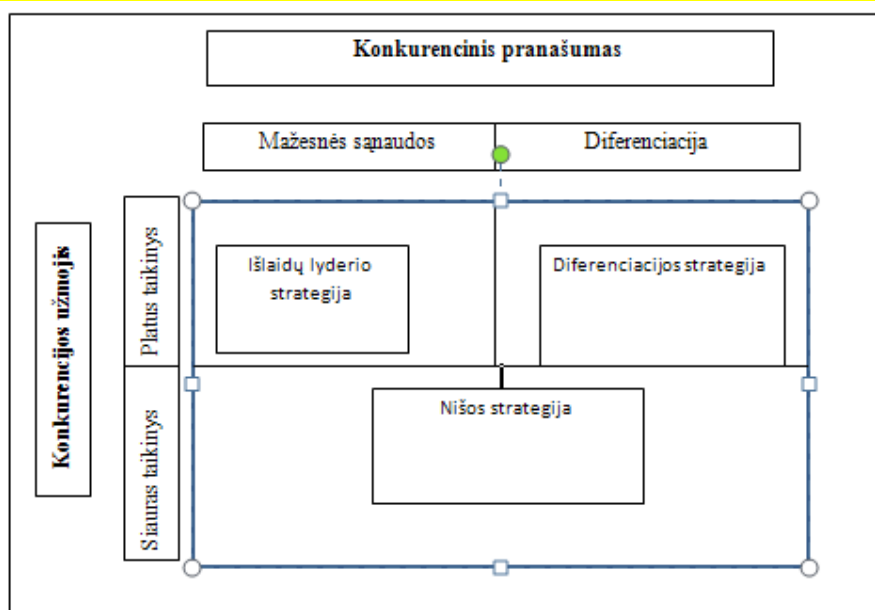 Konkurencinis pranašumas
Mažesnės sąnaudos
Diferenciacija
Konkurencijos užmojis
Platus taikinys
Išlaidų lyderio
strategija
Diferenciacijos strategija
Siauras taikinys
Nišos strategija